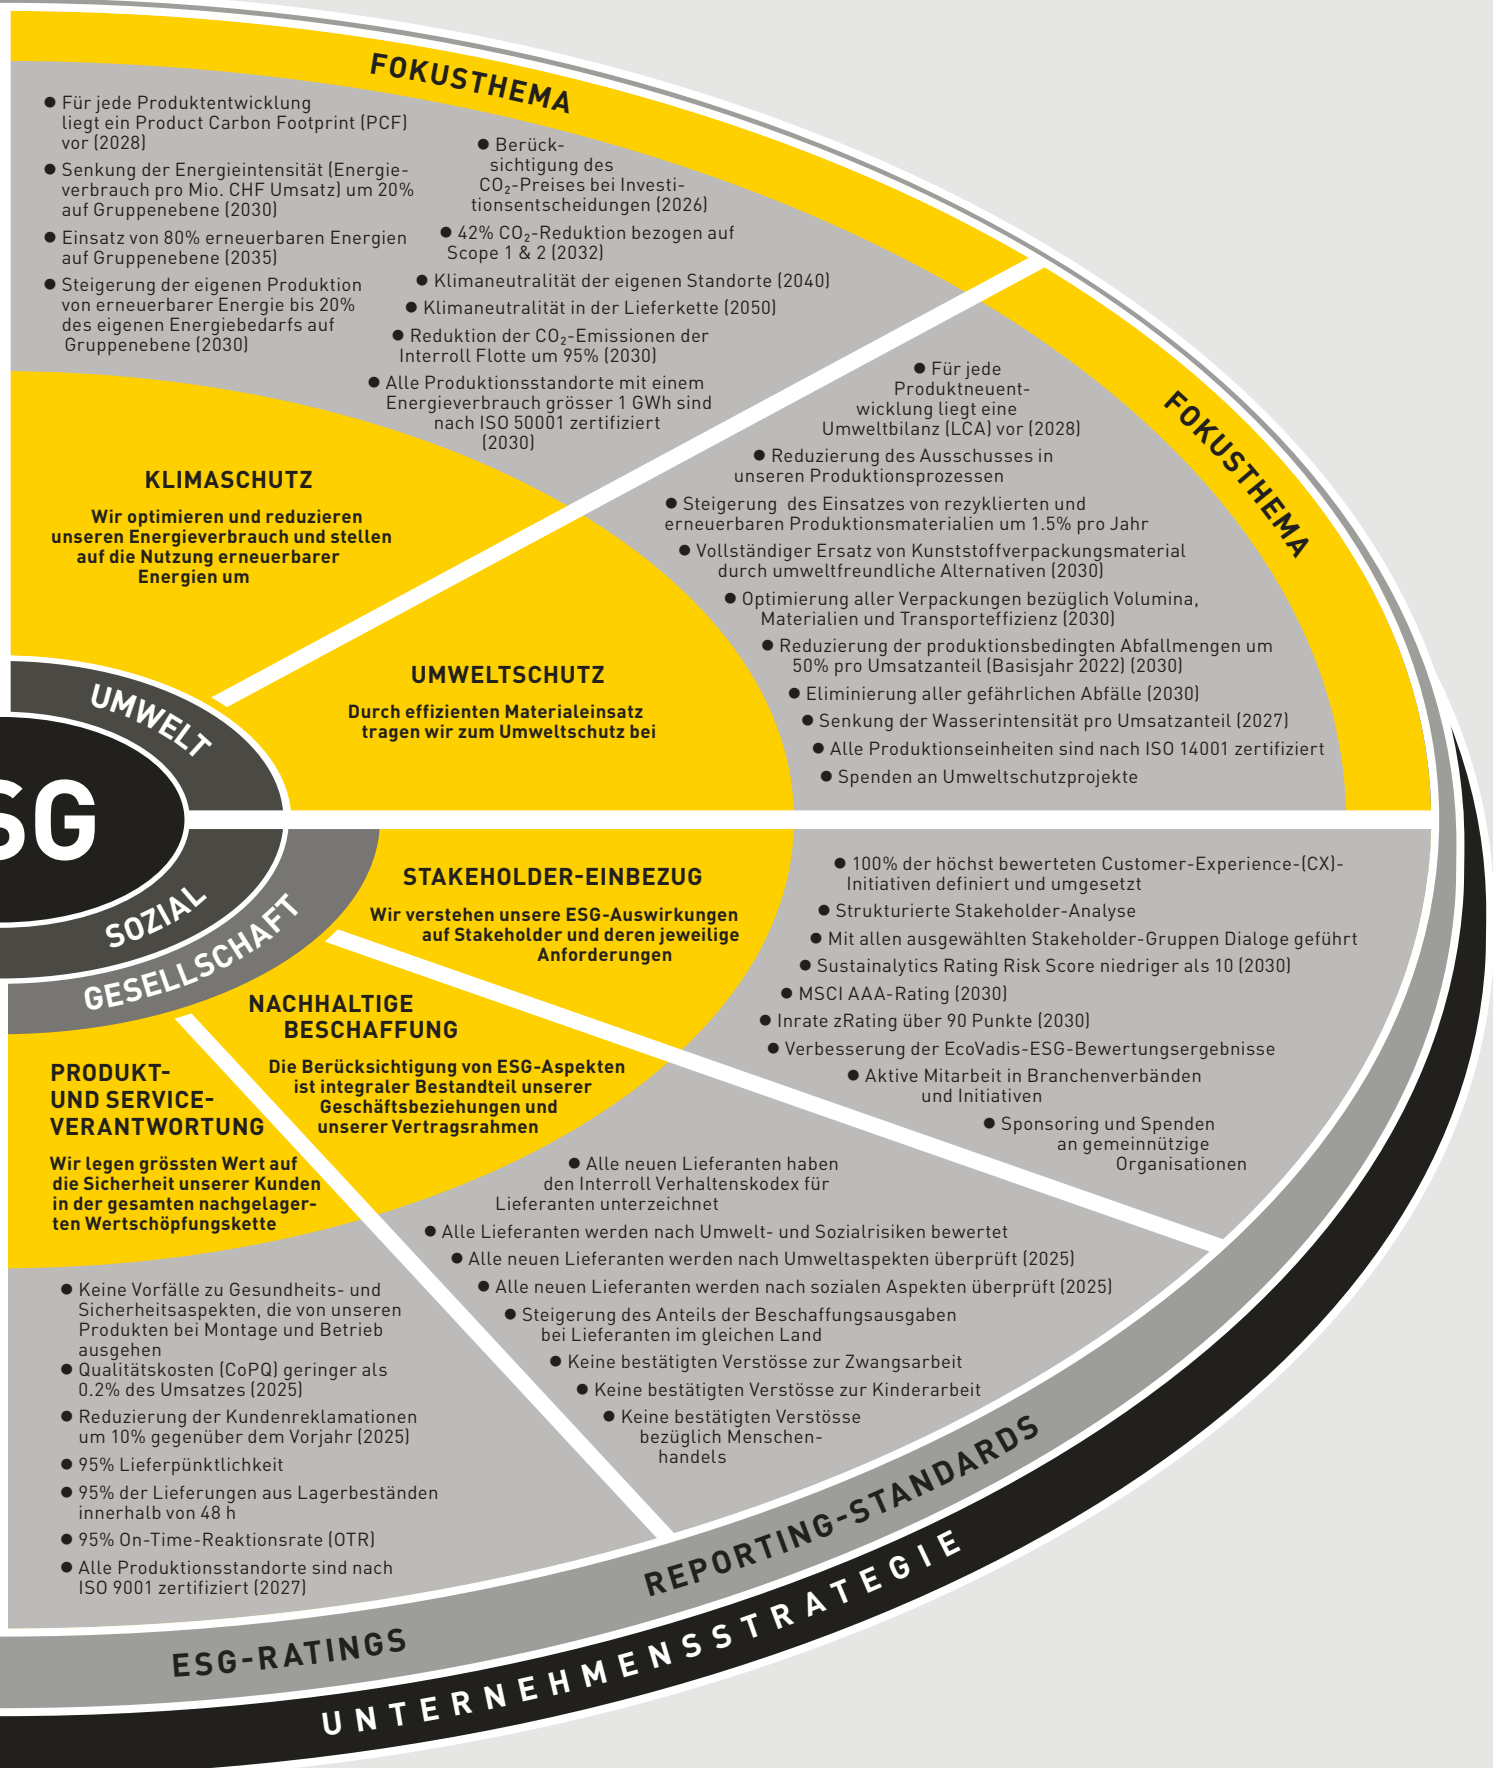 FOKUSTHEMA
● Für jede Produktentwicklung
liegt ein Product Carbon Footprint (PCF)
vor (2028)
● Senkung der Energieintensität (Energie-
verbrauch pro Mio. CHF Umsatz) um 20%
auf Gruppenebene (2030)
● Einsatz von 80% erneuerbaren Energien
auf Gruppenebene (2035)
● Steigerung der eigenen Produktion
von erneuerbarer Energie bis 20%
des eigenen Energiebedarfs auf
Gruppenebene (2030)
● Berück-
sichtigung des
CO₂-Preises bei Investi-
tionsentscheidungen (2026)
● 42% CO₂-Reduktion bezogen auf
Scope 1 & 2 (2032)
● Klimaneutralität der eigenen Standorte (2040)
● Klimaneutralität in der Lieferkette (2050)
● Reduktion der CO₂-Emissionen der
Interroll Flotte um 95% (2030)
● Alle Produktionsstandorte mit einem
Energieverbrauch grösser 1 GWh sind
nach ISO 50001 zertifiziert
(2030)
KLIMASCHUTZ
Wir optimieren und reduzieren
unseren Energieverbrauch und stellen
auf die Nutzung erneuerbarer
Energien um
FOKUSTHEMA
● Für jede
Produktneuent-
wicklung liegt eine
Umweltbilanz (LCA) vor (2028)
● Reduzierung des Ausschusses in
unseren Produktionsprozessen
● Steigerung des Einsatzes von rezyklierten und
erneuerbaren Produktionsmaterialien um 1.5% pro Jahr
● Vollständiger Ersatz von Kunststoffverpackungsmaterial
durch umweltfreundliche Alternativen (2030)
● Optimierung aller Verpackungen bezüglich Volumina,
Materialien und Transporteffizienz (2030)
● Reduzierung der produktionsbedingten Abfallmengen um
50% pro Umsatzanteil (Basisjahr 2022) (2030)
● Eliminierung aller gefährlichen Abfälle (2030)
● Senkung der Wasserintensität pro Umsatzanteil (2027)
● Alle Produktionseinheiten sind nach ISO 14001 zertifiziert
● Spenden an Umweltschutzprojekte
UMWELTSCHUTZ
Durch effizienten Materialeinsatz
tragen wir zum Umweltschutz bei
UMWELT
SG
SOZIAL
GESELLSCHAFT
STAKEHOLDER-EINBEZUG
Wir verstehen unsere ESG-Auswirkungen
auf Stakeholder und deren jeweilige
Anforderungen
● 100% der höchst bewerteten Customer-Experience-(CX)-
Initiativen definiert und umgesetzt
● Strukturierte Stakeholder-Analyse
● Mit allen ausgewählten Stakeholder-Gruppen Dialoge geführt
● Sustainalytics Rating Risk Score niedriger als 10 (2030)
● MSCI AAA-Rating (2030)
● Inrate zRating über 90 Punkte (2030)
● Verbesserung der EcoVadis-ESG-Bewertungsergebnisse
● Aktive Mitarbeit in Branchenverbänden
und Initiativen
● Sponsoring und Spenden
an gemeinnützige
Organisationen
NACHHALTIGE
BESCHAFFUNG
Die Berücksichtigung von ESG-Aspekten
ist integraler Bestandteil unserer
Geschäftsbeziehungen und
unserer Vertragsrahmen
● Alle neuen Lieferanten haben
den Interroll Verhaltenskodex für
Lieferanten unterzeichnet
● Alle Lieferanten werden nach Umwelt- und Sozialrisiken bewertet
● Alle neuen Lieferanten werden nach Umweltaspekten überprüft (2025)
● Alle neuen Lieferanten werden nach sozialen Aspekten überprüft (2025)
● Steigerung des Anteils der Beschaffungsausgaben
bei Lieferanten im gleichen Land
● Keine bestätigten Verstösse zur Zwangsarbeit
● Keine bestätigten Verstösse zur Kinderarbeit
● Keine bestätigten Verstösse
bezüglich Menschen-
handels
PRODUKT-
UND SERVICE-
VERANTWORTUNG
Wir legen grössten Wert auf
die Sicherheit unserer Kunden
in der gesamten nachgelager-
ten Wertschöpfungskette
● Keine Vorfälle zu Gesundheits- und
Sicherheitsaspekten, die von unseren
Produkten bei Montage und Betrieb
ausgehen
● Qualitätskosten (CoPQ) geringer als
0.2% des Umsatzes (2025)
● Reduzierung der Kundenreklamationen
um 10% gegenüber dem Vorjahr (2025)
● 95% Lieferpünktlichkeit
● 95% der Lieferungen aus Lagerbeständen
innerhalb von 48 h
● 95% On-Time-Reaktionsrate (OTR)
● Alle Produktionsstandorte sind nach
ISO 9001 zertifiziert (2027)
ESG-RATINGS
REPORTING-STANDARDS
UNTERNEHMENSSTRATEGIE